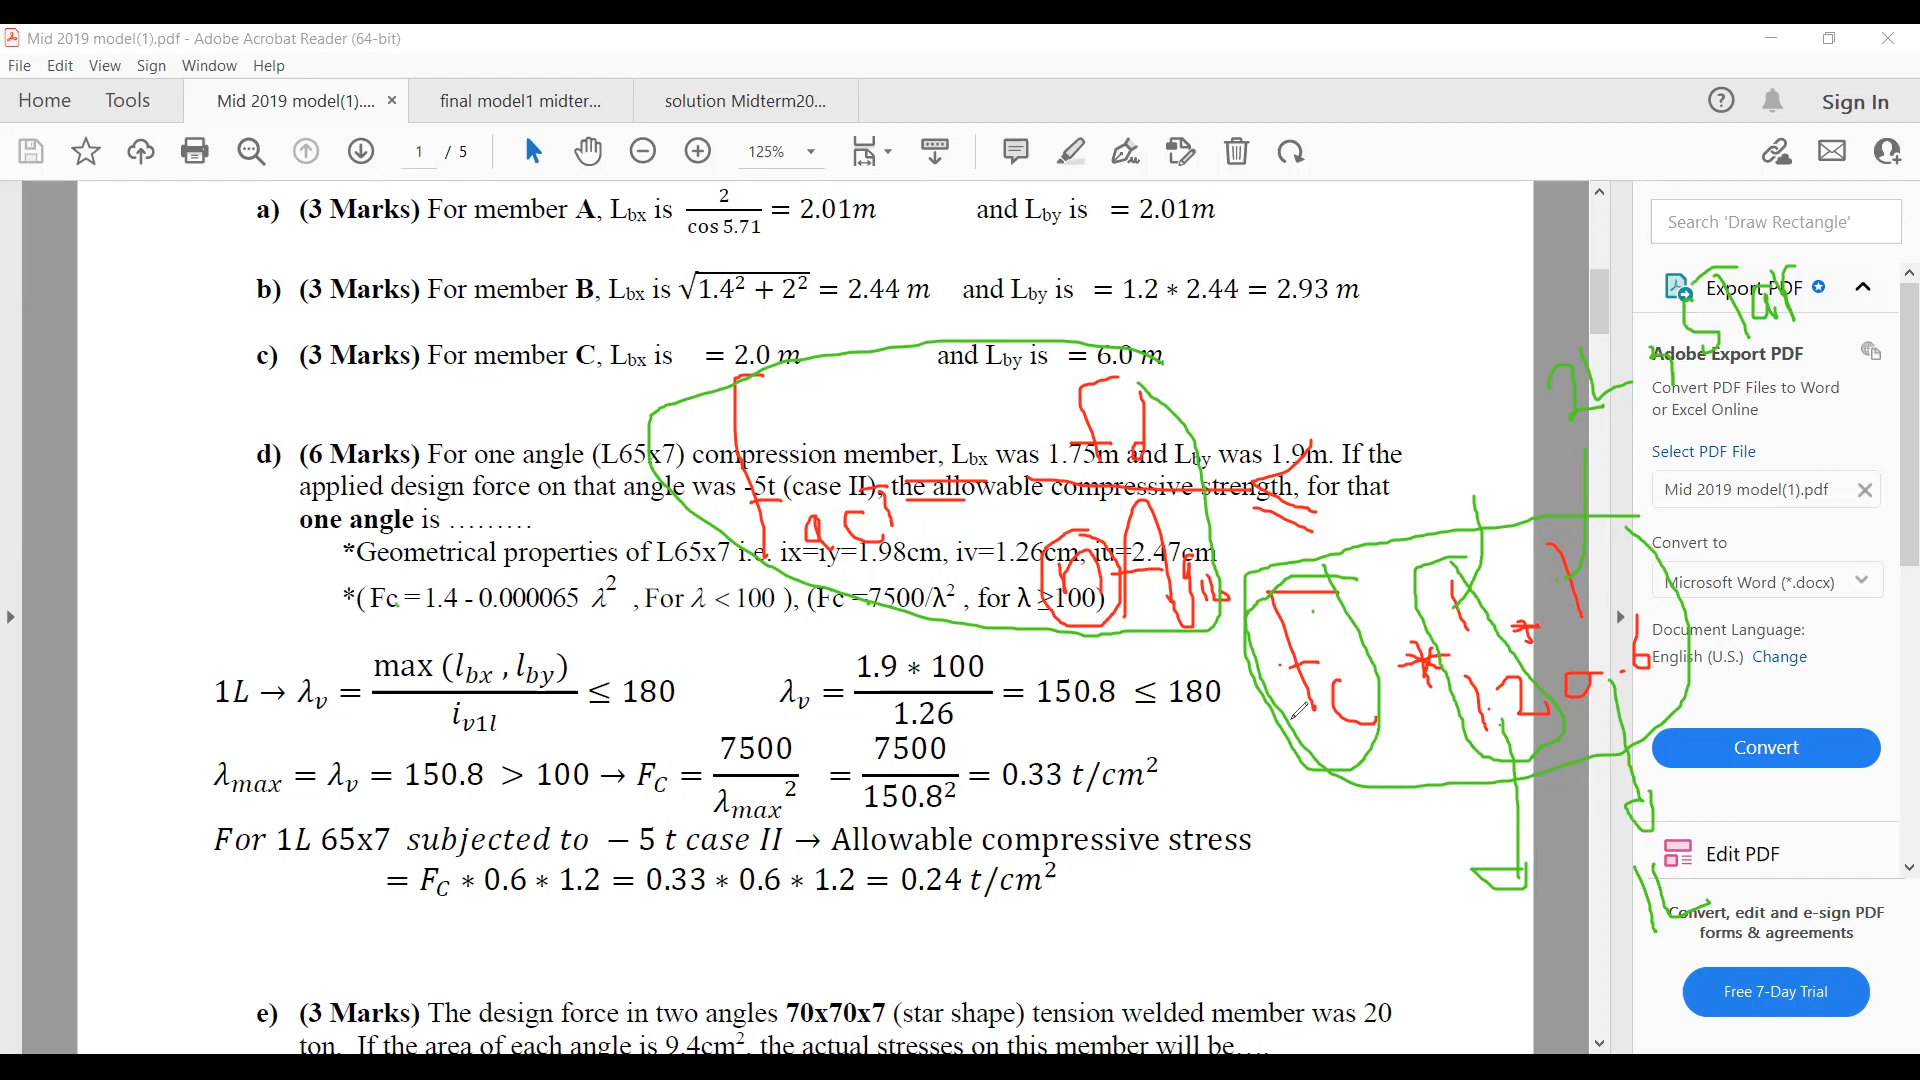 Mid 2019 model(1).pdf - Adobe Acrobat Reader (64-bit)
File Edit View Sign Window Help
Home Tools Mid 2019 model(1).... × final model1 midter... solution Midterm20... Sign In
1 / 5 125%
a) (3 Marks) For member A, Lbx is 2/cos 5.71 = 2.01m and Lby is = 2.01m
b) (3 Marks) For member B, Lbx is √1.4² + 2² = 2.44 m and Lby is = 1.2 * 2.44 = 2.93 m
c) (3 Marks) For member C, Lbx is = 2.0 m and Lby is = 6.0 m
d) (6 Marks) For one angle (L65x7) compression member, Lbx was 1.75m and Lby was 1.9m. If the
applied design force on that angle was -5t (case II), the allowable compressive strength, for that
one angle is ………
*Geometrical properties of L65x7 i.e. ix=iy=1.98cm, iv=1.26cm, iu=2.47cm
*( Fc = 1.4 - 0.000065 λ² , For λ < 100 ), (Fc =7500/λ² , for λ ≥100)
1L → λv = max (lbx , lby) / iv1l ≤ 180 λv = 1.9 * 100 / 1.26 = 150.8 ≤ 180
λmax = λv = 150.8 > 100 → FC = 7500 / λmax² = 7500 / 150.8² = 0.33 t/cm²
For 1L 65x7 subjected to − 5 t case II → Allowable compressive stress
= FC * 0.6 * 1.2 = 0.33 * 0.6 * 1.2 = 0.24 t/cm²
e) (3 Marks) The design force in two angles 70x70x7 (star shape) tension welded member was 20
ton. If the area of each angle is 9.4cm², the actual stresses on this member will be….
Fact = Fd
n A
Fc * 1 * 0.6
1.2
star
2L
1L
Search 'Draw Rectangle'
Export PDF
Adobe Export PDF
Convert PDF Files to Word
or Excel Online
Select PDF File
Mid 2019 model(1).pdf
Convert to
Microsoft Word (*.docx)
Document Language:
English (U.S.) Change
Convert
Edit PDF
Convert, edit and e-sign PDF
forms & agreements
Free 7-Day Trial